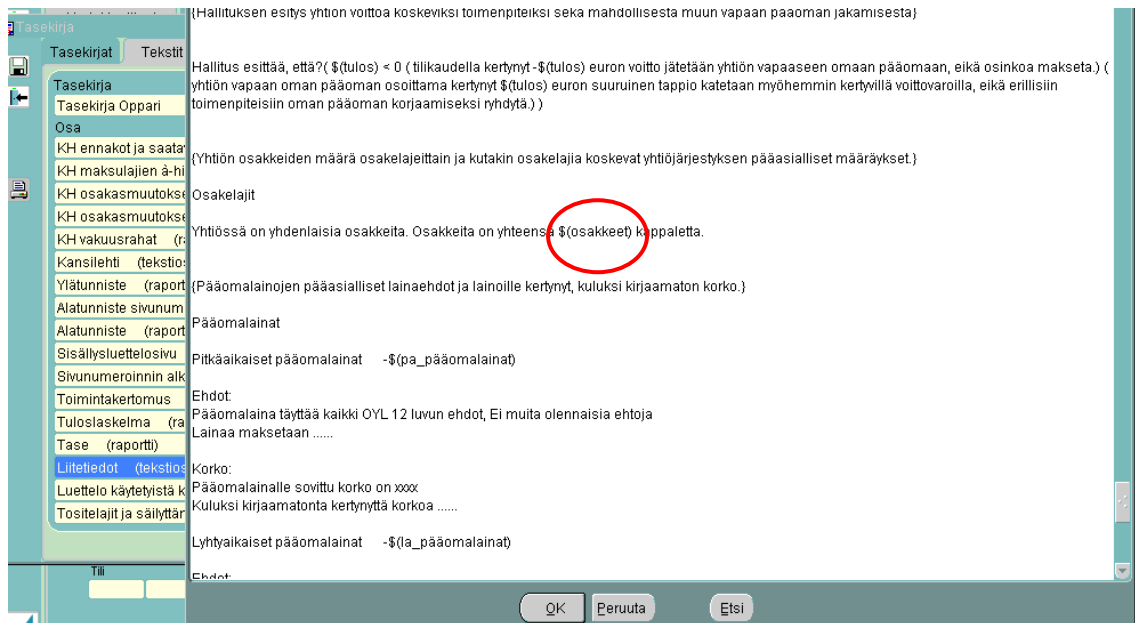 Tasekirja
Tasekirjat
Tekstit
Tasekirja
Tasekirja Oppari
Osa
KH ennakot ja saata
KH maksulajien à-hi
KH osakasmuutokse
KH osakasmuutokse
KH vakuusrahat (ra
Kansilehti (tekstios
Ylätunniste (raport
Alatunniste sivunum
Alatunniste (raport
Sisällysluettelosivu
Sivunumeroinnin alk
Toimintakertomus
Tuloslaskelma (ra
Tase (raportti)
Liitetiedot (tekstios
Luettelo käytetyistä k
Tositelajit ja säilyttär
Tili
{Hallituksen esitys yhtiön voittoa koskeviksi toimenpiteiksi sekä mahdollisesta muun vapaan pääoman jakamisesta}
Hallitus esittää, että?( $(tulos) < 0 ( tilikaudella kertynyt -$(tulos) euron voitto jätetään yhtiön vapaaseen omaan pääomaan, eikä osinkoa makseta.) (
yhtiön vapaan oman pääoman osoittama kertynyt $(tulos) euron suuruinen tappio katetaan myöhemmin kertyvillä voittovaroilla, eikä erillisiin
toimenpiteisiin oman pääoman korjaamiseksi ryhdytä.) )
{Yhtiön osakkeiden määrä osakelajeittain ja kutakin osakelajia koskevat yhtiöjärjestyksen pääasialliset määräykset.}
Osakelajit
Yhtiössä on yhdenlaisia osakkeita. Osakkeita on yhteensä $(osakkeet) kappaletta.
{Pääomalainojen pääasialliset lainaehdot ja lainoille kertynyt, kuluksi kirjaamaton korko.}
Pääomalainat
Pitkäaikaiset pääomalainat -$(pa_pääomalainat)
Ehdot:
Pääomalaina täyttää kaikki OYL 12 luvun ehdot, Ei muita olennaisia ehtoja
Lainaa maksetaan ......
Korko:
Pääomalainalle sovittu korko on xxxx
Kuluksi kirjaamatonta kertynyttä korkoa ......
Lyhtyaikaiset pääomalainat -$(la_pääomalainat)
Ehdot:
OK
Peruuta
Etsi